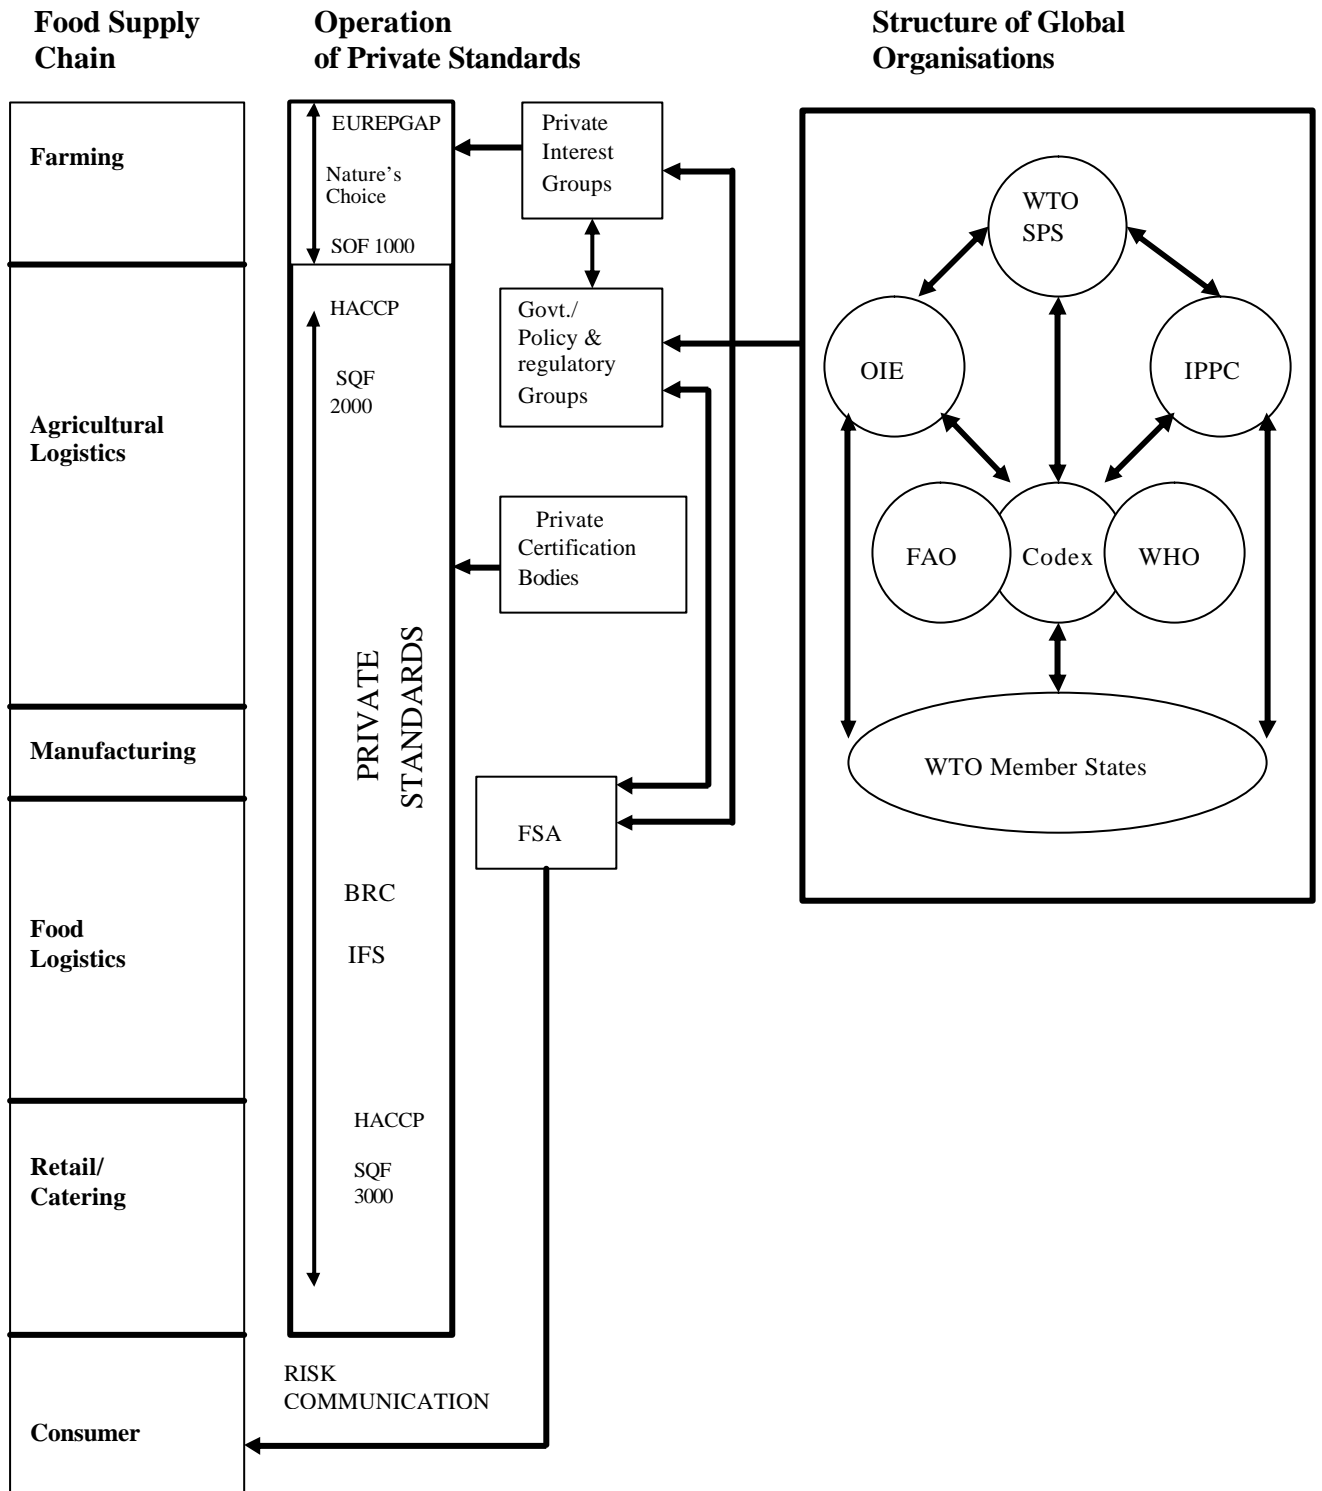 Food Supply
Chain
Operation
of Private Standards
Structure of Global
Organisations
Farming
Agricultural
Logistics
Manufacturing
Food
Logistics
Retail/
Catering
Consumer
EUREPGAP
Nature's
Choice
SOF 1000
HACCP
SQF
2000
PRIVATE
STANDARDS
BRC
IFS
HACCP
SQF
3000
RISK
COMMUNICATION
Private
Interest
Groups
Govt./
Policy &
regulatory
Groups
Private
Certification
Bodies
FSA
WTO
SPS
OIE
IPPC
FAO
Codex
WHO
WTO Member States